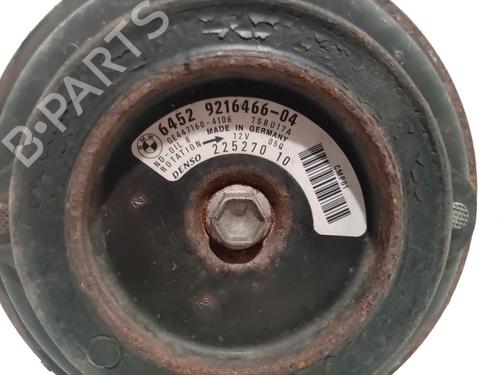 B-PARTS
6452 9216466-04
GE447160-4106 7SBU17A
ND-OIL 8 MADE IN GERMANY
ROTATION → 12V 05Q
DENSO 225270 10
CMP01